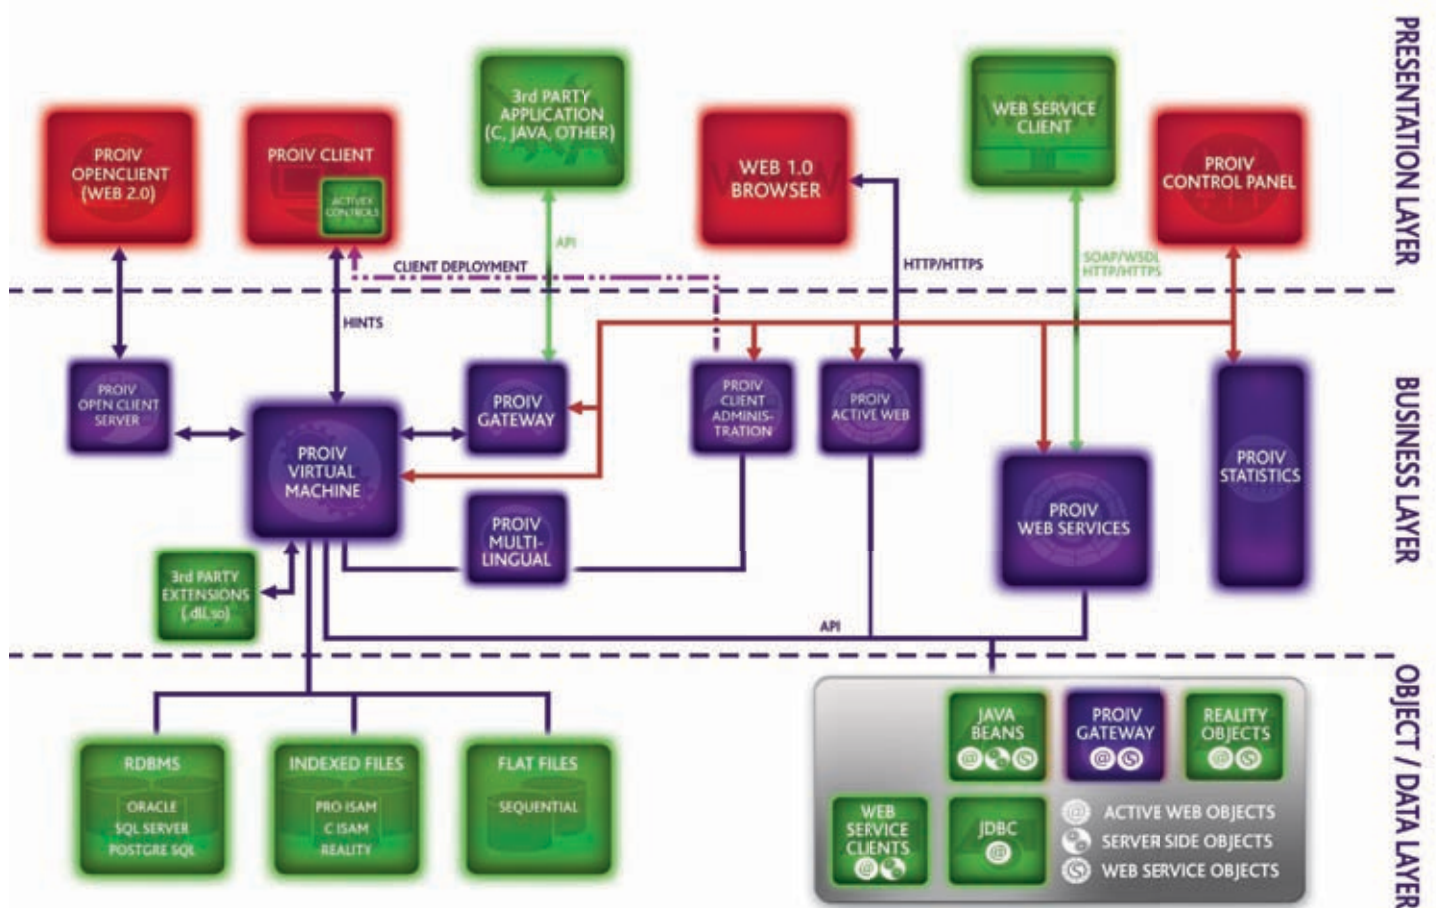 PRESENTATION LAYER
3rd PARTY
APPLICATION
(C, JAVA, OTHER)
WEB SERVICE
CLIENT
PROIV
OPENCLIENT
(WEB 2.0)
PROIV CLIENT
ACTIVEX
CONTROLS
WEB 1.0
BROWSER
PROIV
CONTROL PANEL
API
CLIENT DEPLOYMENT
HTTP/HTTPS
SOAP/WSDL
HTTP/HTTPS
HINTS
BUSINESS LAYER
PROIV
OPEN CLIENT
SERVER
PROIV
VIRTUAL
MACHINE
PROIV
GATEWAY
PROIV
CLIENT
ADMINIS-
TRATION
PROIV
ACTIVE WEB
PROIV
WEB SERVICES
PROIV
STATISTICS
PROIV
MULTI-
LINGUAL
3rd PARTY
EXTENSIONS
(.dll,so)
API
OBJECT / DATA LAYER
RDBMS
ORACLE
SQL SERVER
POSTGRE SQL
INDEXED FILES
PRO ISAM
C ISAM
REALITY
FLAT FILES
SEQUENTIAL
JAVA
BEANS
PROIV
GATEWAY
REALITY
OBJECTS
WEB
SERVICE
CLIENTS
JDBC
ACTIVE WEB OBJECTS
SERVER SIDE OBJECTS
WEB SERVICE OBJECTS